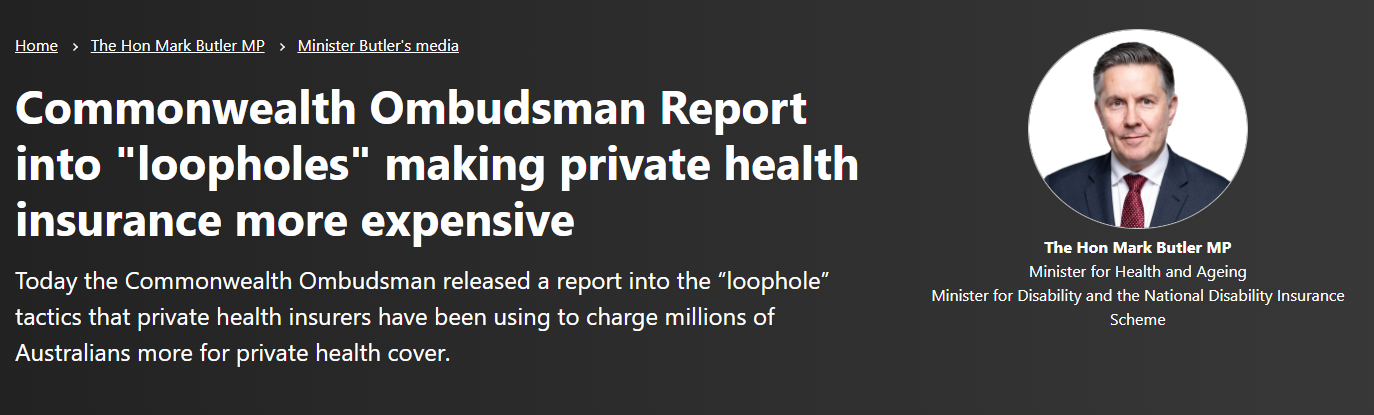 Home > The Hon Mark Butler MP > Minister Butler's media
Commonwealth Ombudsman Report
into "loopholes" making private health
insurance more expensive
Today the Commonwealth Ombudsman released a report into the “loophole”
tactics that private health insurers have been using to charge millions of
Australians more for private health cover.
The Hon Mark Butler MP
Minister for Health and Ageing
Minister for Disability and the National Disability Insurance
Scheme